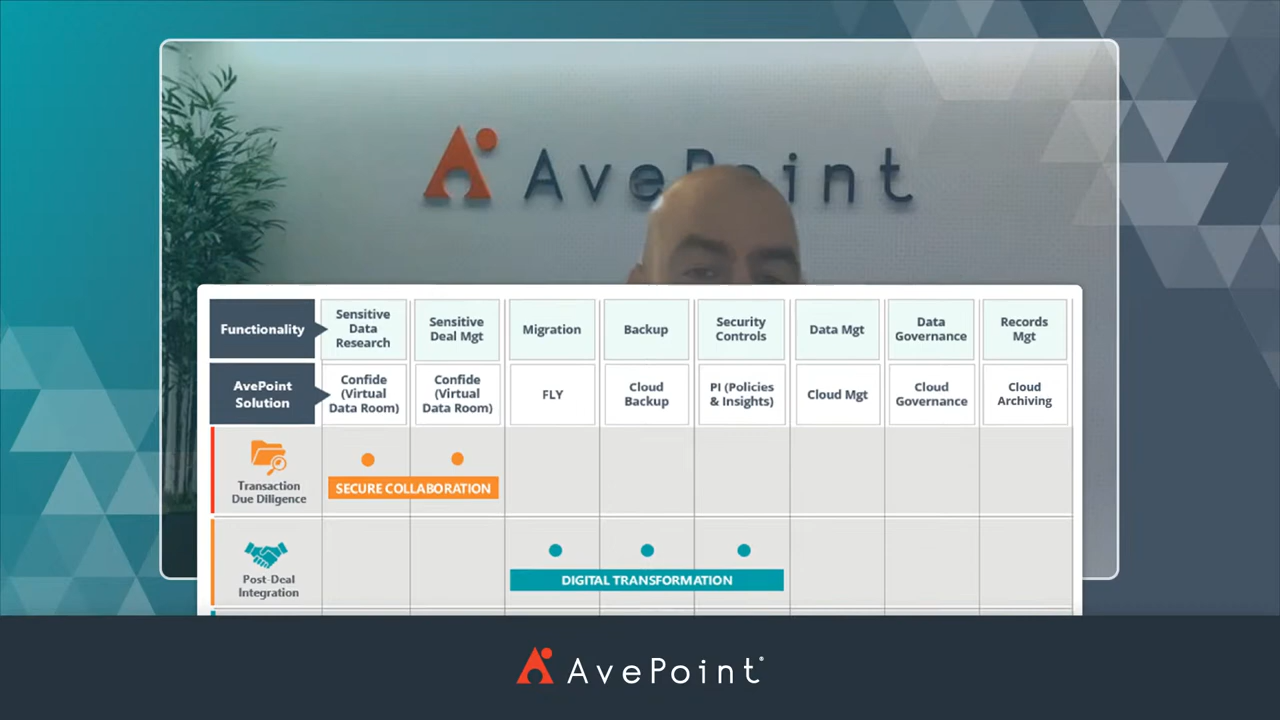 AvePoint
Functionality
Sensitive
Data
Research
Sensitive
Deal Mgt
Migration
Backup
Security
Controls
Data Mgt
Data
Governance
Records
Mgt
AvePoint
Solution
Confide
(Virtual
Data Room)
Confide
(Virtual
Data Room)
FLY
Cloud
Backup
PI (Policies
& Insights)
Cloud Mgt
Cloud
Governance
Cloud
Archiving
Transaction
Due Diligence
SECURE COLLABORATION
Post-Deal
Integration
DIGITAL TRANSFORMATION
AvePoint®